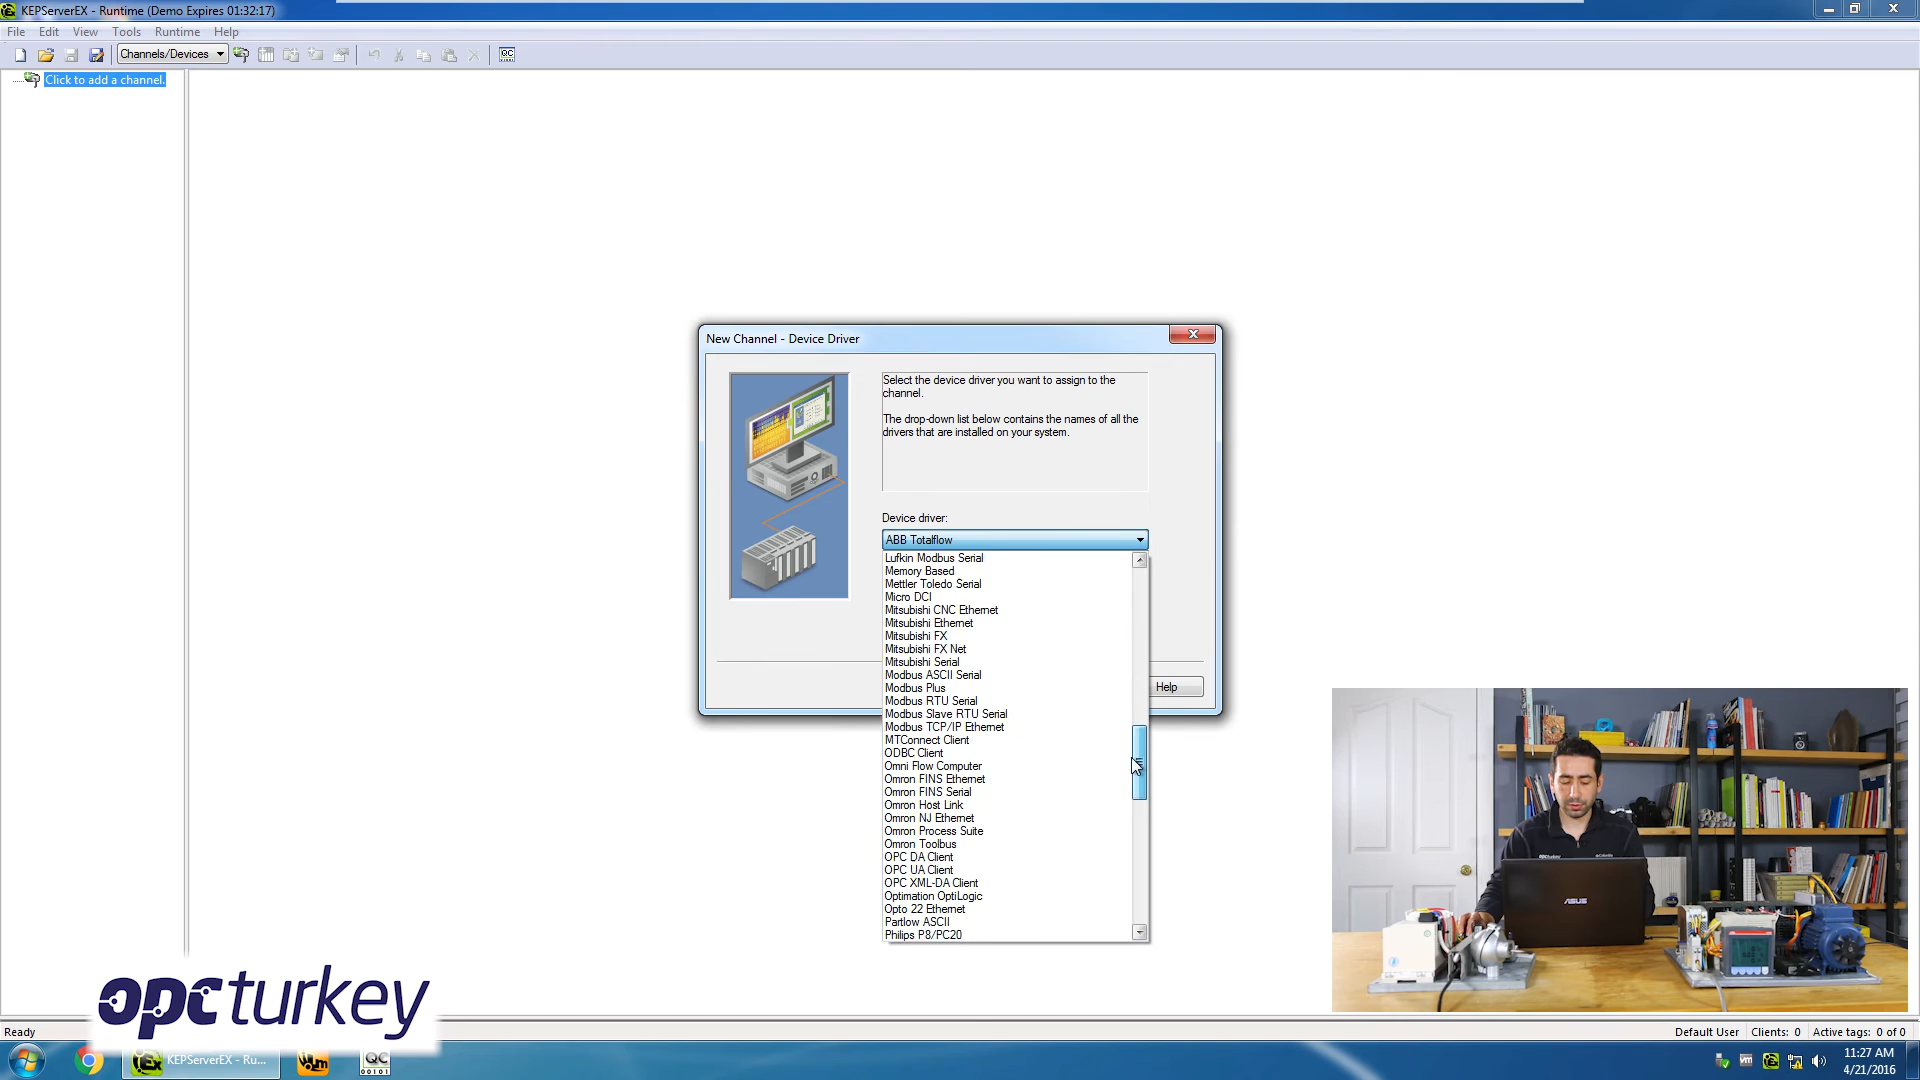 KEPServerEX - Runtime (Demo Expires 01:32:17)
File Edit View Tools Runtime Help
Channels/Devices
QC
Click to add a channel.
New Channel - Device Driver
Select the device driver you want to assign to the
channel.
The drop-down list below contains the names of all the
drivers that are installed on your system.
Device driver:
ABB Totalflow
Lufkin Modbus Serial
Memory Based
Mettler Toledo Serial
Micro DCI
Mitsubishi CNC Ethernet
Mitsubishi Ethernet
Mitsubishi FX
Mitsubishi FX Net
Mitsubishi Serial
Modbus ASCII Serial
Modbus Plus
Modbus RTU Serial
Modbus Slave RTU Serial
Modbus TCP/IP Ethernet
MTConnect Client
ODBC Client
Omni Flow Computer
Omron FINS Ethernet
Omron FINS Serial
Omron Host Link
Omron NJ Ethernet
Omron Process Suite
Omron Toolbus
OPC DA Client
OPC UA Client
OPC XML-DA Client
Optimation OptiLogic
Opto 22 Ethernet
Partlow ASCII
Philips P8/PC20
Help
ASUS
opcturkey
Ready
Default User Clients: 0 Active tags: 0 of 0
KEPServerEX - Ru...
QC
00101
11:27 AM
4/21/2016